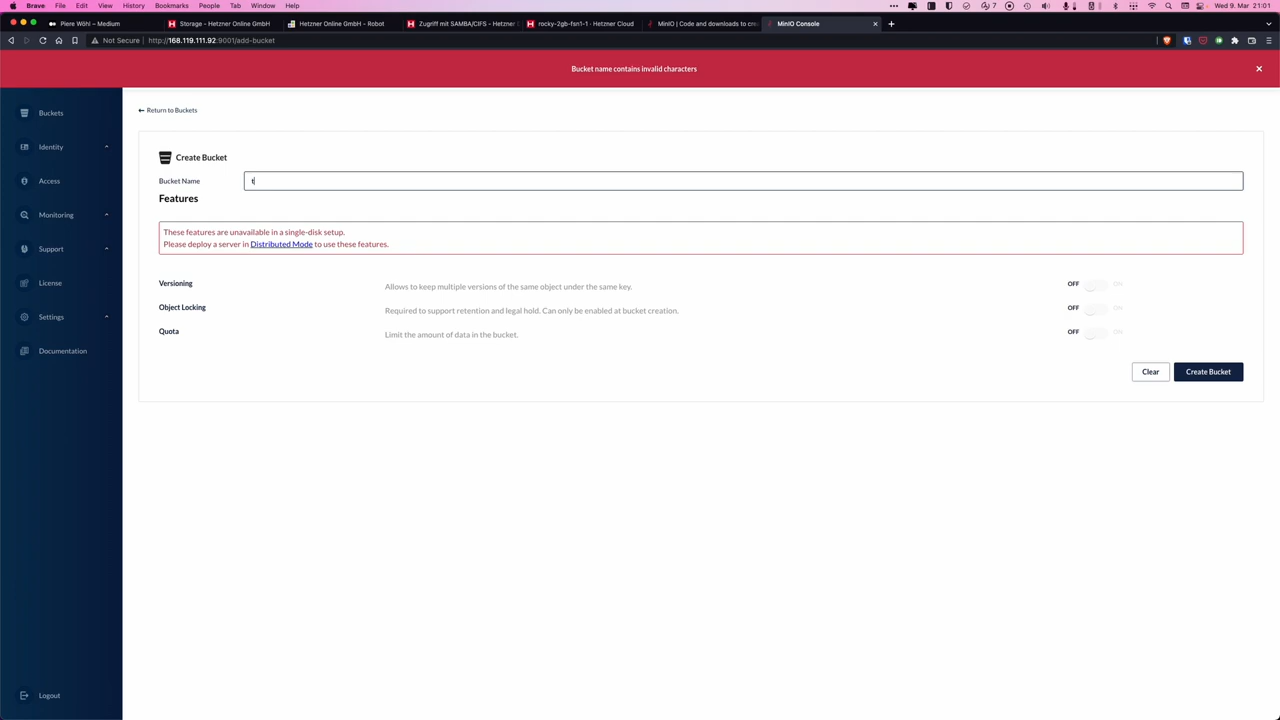 Brave File Edit View History Bookmarks People Tab Window Help
7
Wed 9. Mar 21:01
Piere Wöhl – Medium
Storage - Hetzner Online GmbH
Hetzner Online GmbH - Robot
Zugriff mit SAMBA/CIFS - Hetzner
rocky-2gb-fsn1-1 · Hetzner Cloud
MinIO | Code and downloads to cre
MinIO Console
Not Secure
http://168.119.111.92:9001/add-bucket
Bucket name contains invalid characters
Buckets
Identity
Access
Monitoring
Support
License
Settings
Documentation
Logout
Return to Buckets
Create Bucket
Bucket Name
t
Features
These features are unavailable in a single-disk setup.
Please deploy a server in Distributed Mode to use these features.
Versioning
Allows to keep multiple versions of the same object under the same key.
OFF ON
Object Locking
Required to support retention and legal hold. Can only be enabled at bucket creation.
OFF ON
Quota
Limit the amount of data in the bucket.
OFF ON
Clear
Create Bucket